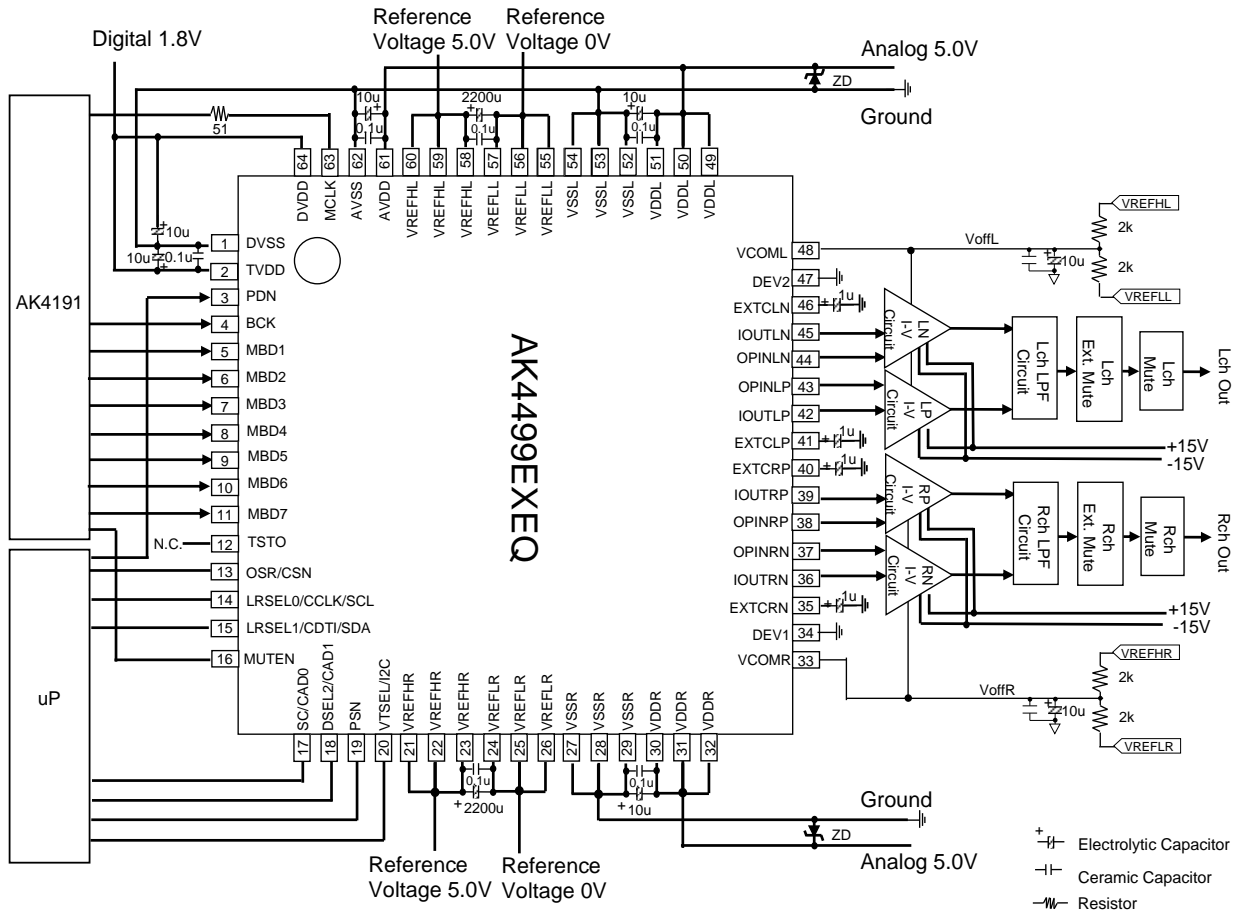 Reference
Voltage 5.0V
Reference
Voltage 0V
Digital 1.8V
Analog 5.0V
ZD
Ground
10u
0.1u
2200u
0.1u
10u
0.1u
51
64
63
62
61
60
59
58
57
56
55
54
53
52
51
50
49
DVDD
MCLK
AVSS
AVDD
VREFHL
VREFHL
VREFHL
VREFLL
VREFLL
VREFLL
VSSL
VSSL
VSSL
VDDL
VDDL
VDDL
AK4191
10u
10u
0.1u
1 DVSS
2 TVDD
3 PDN
4 BCK
5 MBD1
6 MBD2
7 MBD3
8 MBD4
9 MBD5
10 MBD6
11 MBD7
N.C. 12 TSTO
13 OSR/CSN
14 LRSEL0/CCLK/SCL
15 LRSEL1/CDTI/SDA
16 MUTEN
uP
AK4499EXEQ
VCOML 48
DEV2 47
EXTCLN 46
IOUTLN 45
OPINLN 44
OPINLP 43
IOUTLP 42
EXTCLP 41
EXTCRP 40
IOUTRP 39
OPINRP 38
OPINRN 37
IOUTRN 36
EXTCRN 35
DEV1 34
VCOMR 33
+
1u
+
1u
+
1u
+
1u
VoffL
10u
VREFHL
2k
2k
VREFLL
LN
I-V
Circuit
LP
I-V
Circuit
Lch LPF
Circuit
Lch
Ext. Mute
Lch
Mute
Lch Out
+15V
-15V
RP
I-V
Circuit
RN
I-V
Circuit
Rch LPF
Circuit
Rch
Ext. Mute
Rch
Mute
Rch Out
+15V
-15V
VREFHR
2k
VoffR
10u
2k
VREFLR
SC/CAD0
DSEL2/CAD1
PSN
VTSEL/I2C
VREFHR
VREFHR
VREFHR
VREFLR
VREFLR
VREFLR
VSSR
VSSR
VSSR
VDDR
VDDR
VDDR
17
18
19
20
21
22
23
24
25
26
27
28
29
30
31
32
0.1u
+
2200u
0.1u
+
10u
Ground
ZD
Analog 5.0V
Reference
Voltage 5.0V
Reference
Voltage 0V
+
Electrolytic Capacitor
Ceramic Capacitor
Resistor